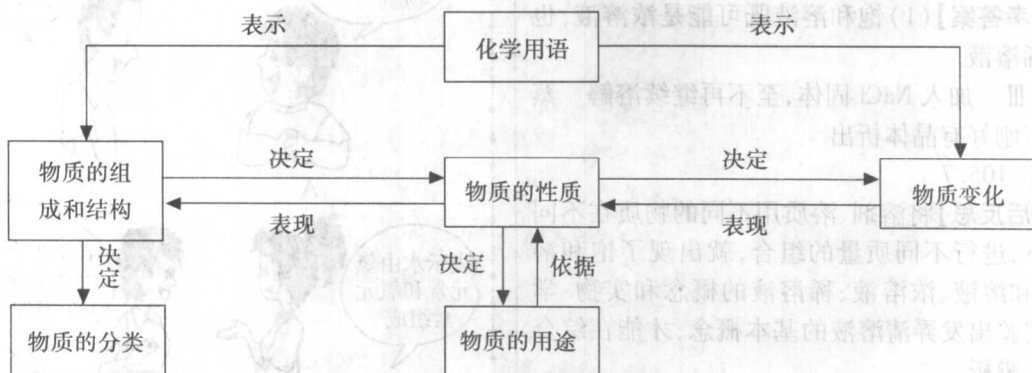 表示
化学用语
表示
物质的组
成和结构
决定
表现
物质的性质
决定
表现
物质变化
决定
决定
依据
物质的分类
物质的用途